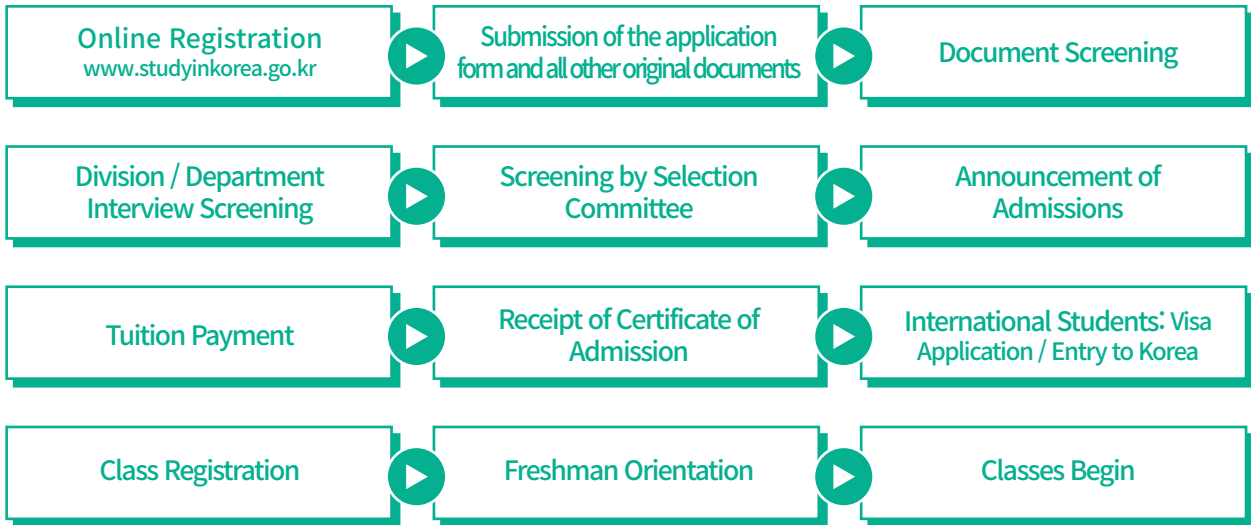 Online Registration
www.studyinkorea.go.kr
Submission of the application
form and all other original documents
Document Screening
Division / Department
Interview Screening
Screening by Selection
Committee
Announcement of
Admissions
Tuition Payment
Receipt of Certificate of
Admission
International Students: Visa
Application / Entry to Korea
Class Registration
Freshman Orientation
Classes Begin